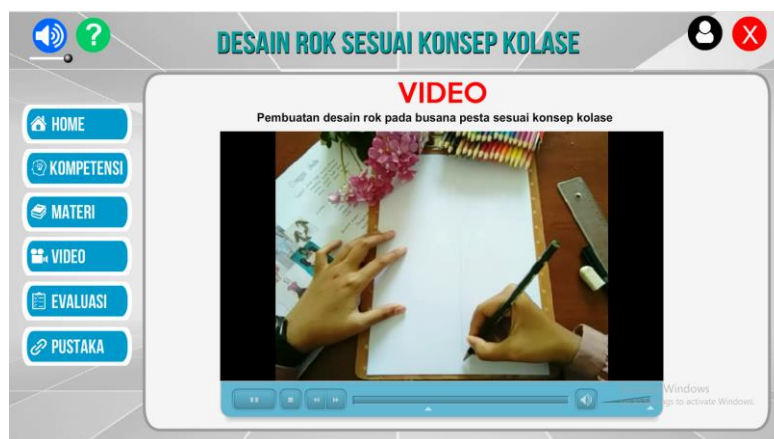 ?
DESAIN ROK SESUAI KONSEP KOLASE
X
VIDEO
Pembuatan desain rok pada busana pesta sesuai konsep kolase
HOME
KOMPETENSI
MATERI
VIDEO
EVALUASI
PUSTAKA
Windows
to activate Windows.